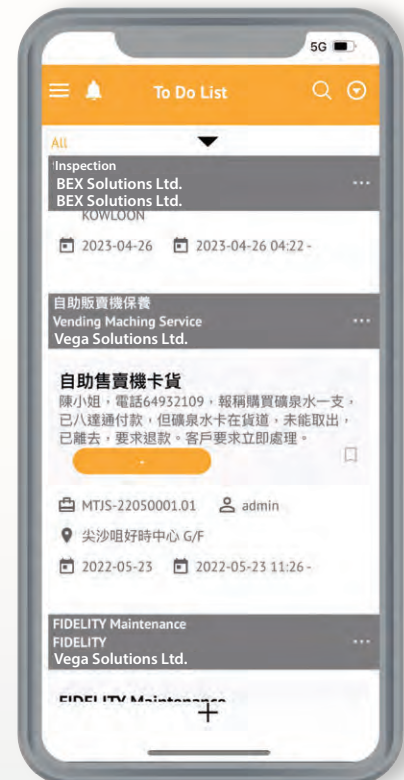 5G
To Do List
All
Inspection
BEX Solutions Ltd.
BEX Solutions Ltd.
KOWLOON
2023-04-26 2023-04-26 04:22 -
自助販賣機保養
Vending Maching Service
Vega Solutions Ltd.
自助售賣機卡貨
陳小姐,電話64932109,報稱購買礦泉水一支,
已八達通付款,但礦泉水卡在貨道,未能取出,
已離去,要求退款。客戶要求立即處理。
-
MTJS-22050001.01 admin
尖沙咀好時中心 G/F
2022-05-23 2022-05-23 11:26 -
FIDELITY Maintenance
FIDELITY
Vega Solutions Ltd.
FIDELITY Maintenance